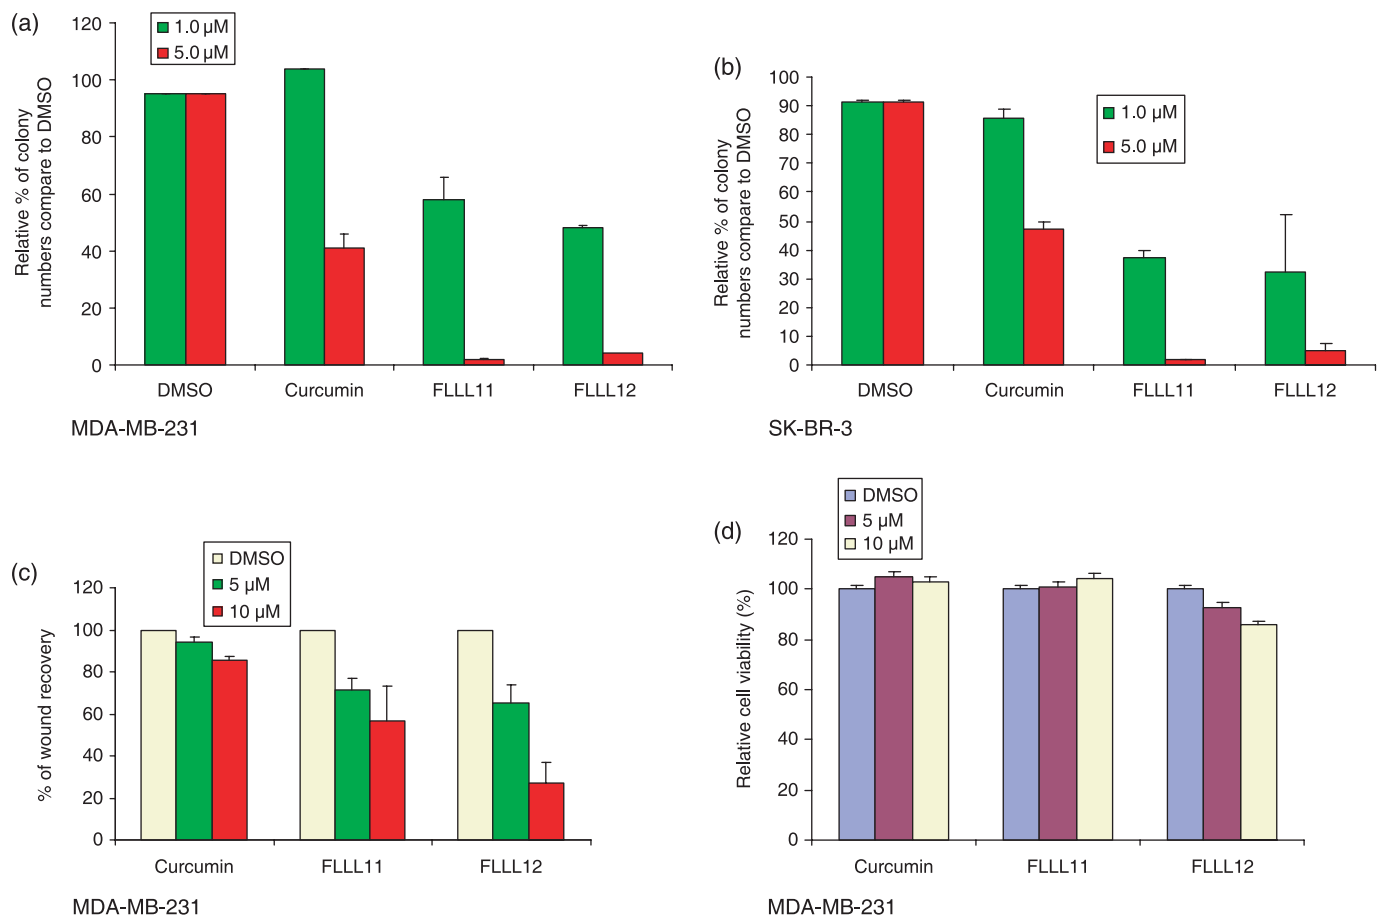 (a)
120
100
80
60
40
20
0
Relative % of colony
numbers compare to DMSO
1.0 µM
5.0 µM
DMSO Curcumin FLLL11 FLLL12
MDA-MB-231
(b)
100
90
80
70
60
50
40
30
20
10
0
Relative % of colony
numbers compare to DMSO
1.0 µM
5.0 µM
DMSO Curcumin FLLL11 FLLL12
SK-BR-3
(c)
120
100
80
60
40
20
0
% of wound recovery
DMSO
5 µM
10 µM
Curcumin FLLL11 FLLL12
MDA-MB-231
(d)
120
100
80
60
40
20
0
Relative cell viability (%)
DMSO
5 µM
10 µM
Curcumin FLLL11 FLLL12
MDA-MB-231